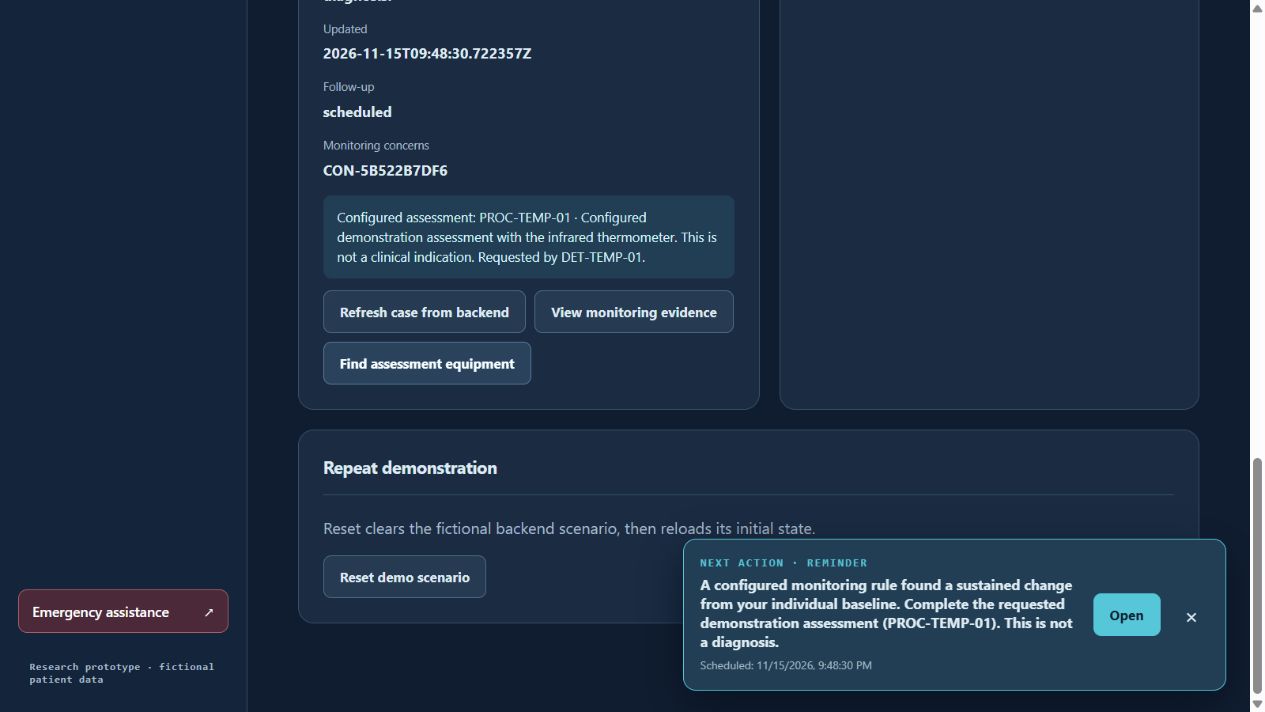 diagnosis.
Updated
2026-11-15T09:48:30.722357Z
Follow-up
scheduled
Monitoring concerns
CON-5B522B7DF6
Configured assessment: PROC-TEMP-01 · Configured
demonstration assessment with the infrared thermometer. This is
not a clinical indication. Requested by DET-TEMP-01.
Refresh case from backend
View monitoring evidence
Find assessment equipment
Repeat demonstration
Reset clears the fictional backend scenario, then reloads its initial state.
Reset demo scenario
Emergency assistance ↗
Research prototype · fictional
patient data
NEXT ACTION · REMINDER
A configured monitoring rule found a sustained change
from your individual baseline. Complete the requested
demonstration assessment (PROC-TEMP-01). This is not
a diagnosis.
Scheduled: 11/15/2026, 9:48:30 PM
Open
✕